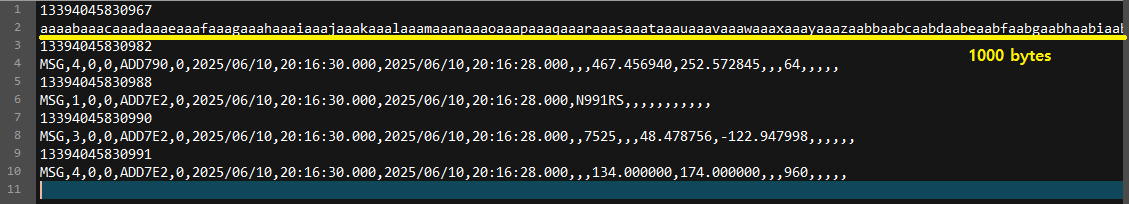 1 13394045830967
2 aaaabaaacaaadaaaeaaafaaagaaahaaaiaaajaaakaaalaaamaaanaaaoaaapaaaqaaaraaasaaataaauaaavaaawaaaxaaayaaazaabbaabcaabdaabeaabfaabgaabhaabiaab
1000 bytes
3 13394045830982
4 MSG,4,0,0,ADD790,0,2025/06/10,20:16:30.000,2025/06/10,20:16:28.000,,,467.456940,252.572845,,,64,,,,,
5 13394045830988
6 MSG,1,0,0,ADD7E2,0,2025/06/10,20:16:30.000,2025/06/10,20:16:28.000,N991RS,,,,,,,,,,,
7 13394045830990
8 MSG,3,0,0,ADD7E2,0,2025/06/10,20:16:30.000,2025/06/10,20:16:28.000,,7525,,,48.478756,-122.947998,,,,,,
9 13394045830991
10 MSG,4,0,0,ADD7E2,0,2025/06/10,20:16:30.000,2025/06/10,20:16:28.000,,,134.000000,174.000000,,,960,,,,,
11